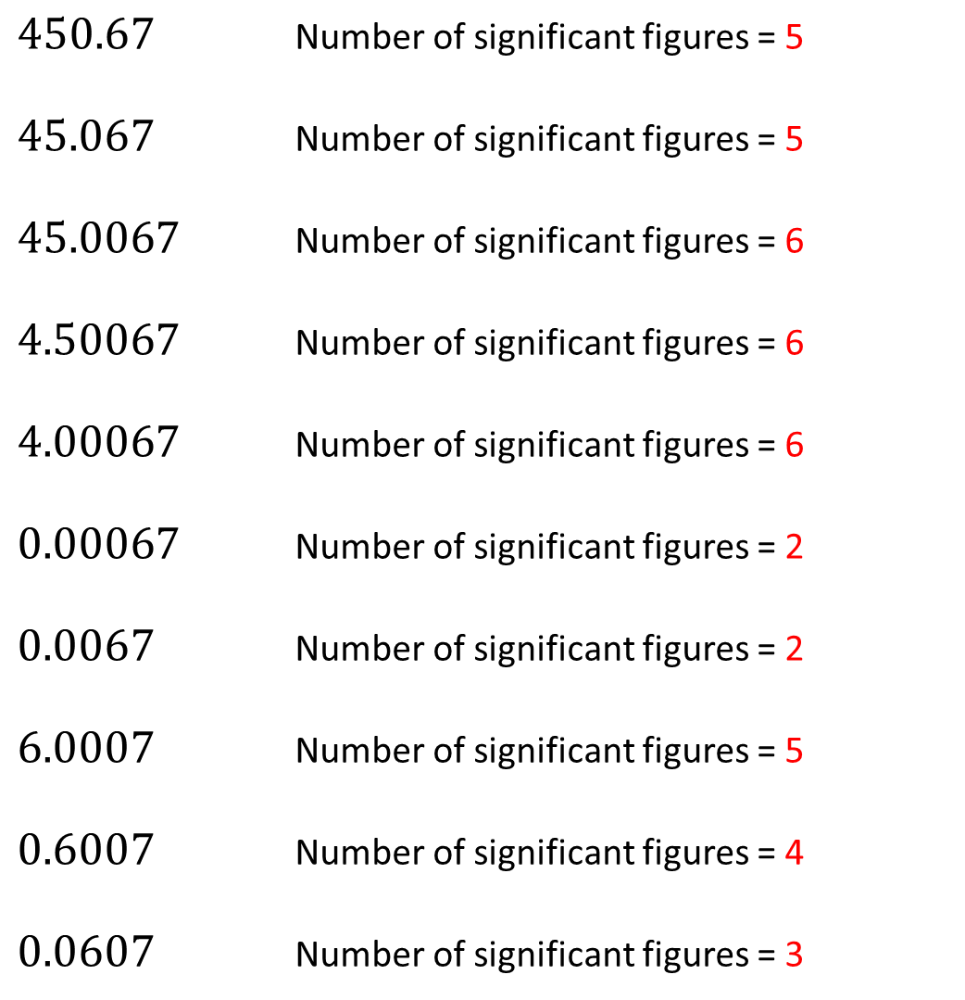 450.67 Number of significant figures = 5
45.067 Number of significant figures = 5
45.0067 Number of significant figures = 6
4.50067 Number of significant figures = 6
4.00067 Number of significant figures = 6
0.00067 Number of significant figures = 2
0.0067 Number of significant figures = 2
6.0007 Number of significant figures = 5
0.6007 Number of significant figures = 4
0.0607 Number of significant figures = 3